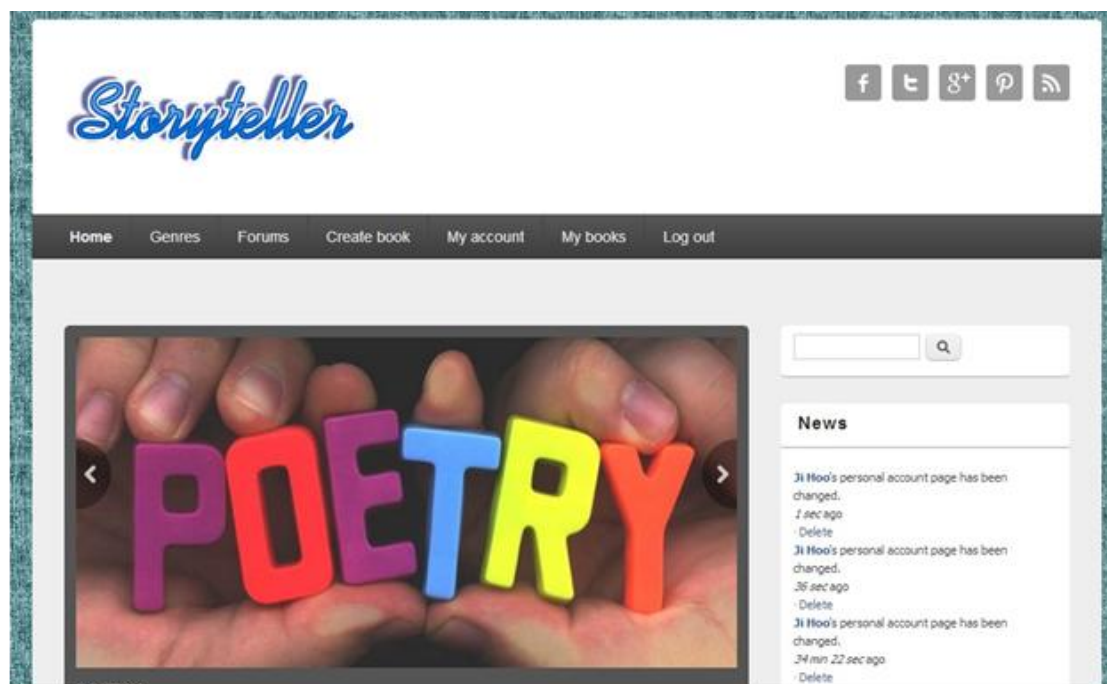 Storyteller
f t g+ p
Home Genres Forums Create book My account My books Log out
POETRY
News
Ji Hoo's personal account page has been
changed.
1 sec ago
· Delete
Ji Hoo's personal account page has been
changed.
36 sec ago
· Delete
Ji Hoo's personal account page has been
changed.
34 min 22 sec ago
· Delete